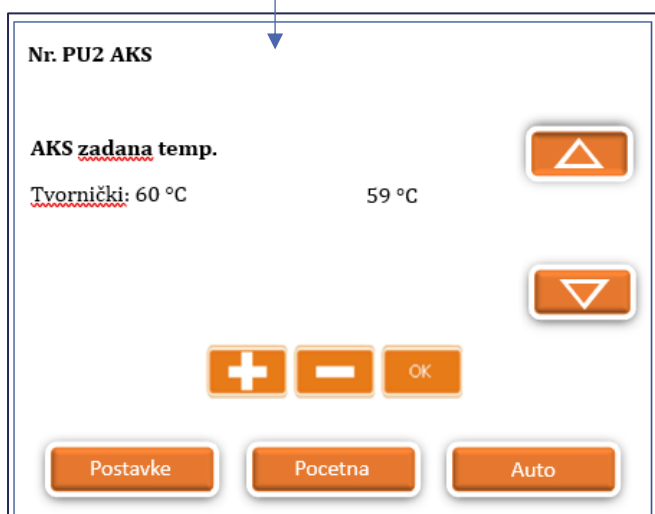 Nr. PU2 AKS
AKS zadana temp.
Tvornički: 60 °C 59 °C
OK
Postavke Pocetna Auto